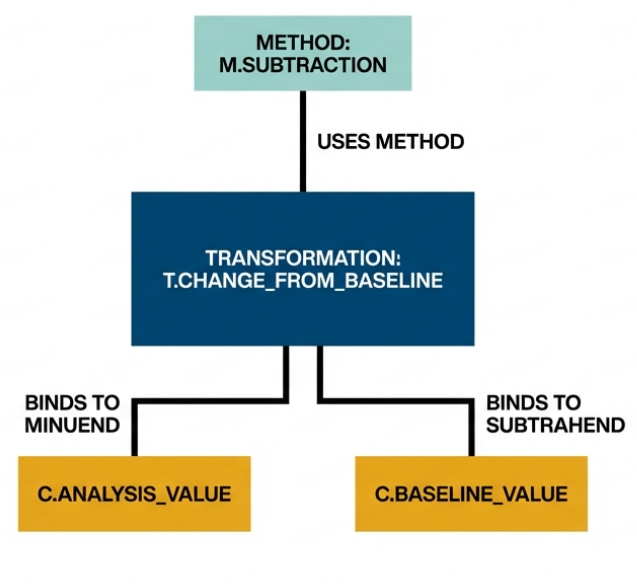 METHOD:
M.SUBTRACTION
USES METHOD
TRANSFORMATION:
T.CHANGE_FROM_BASELINE
BINDS TO
MINUEND
BINDS TO
SUBTRAHEND
C.ANALYSIS_VALUE
C.BASELINE_VALUE